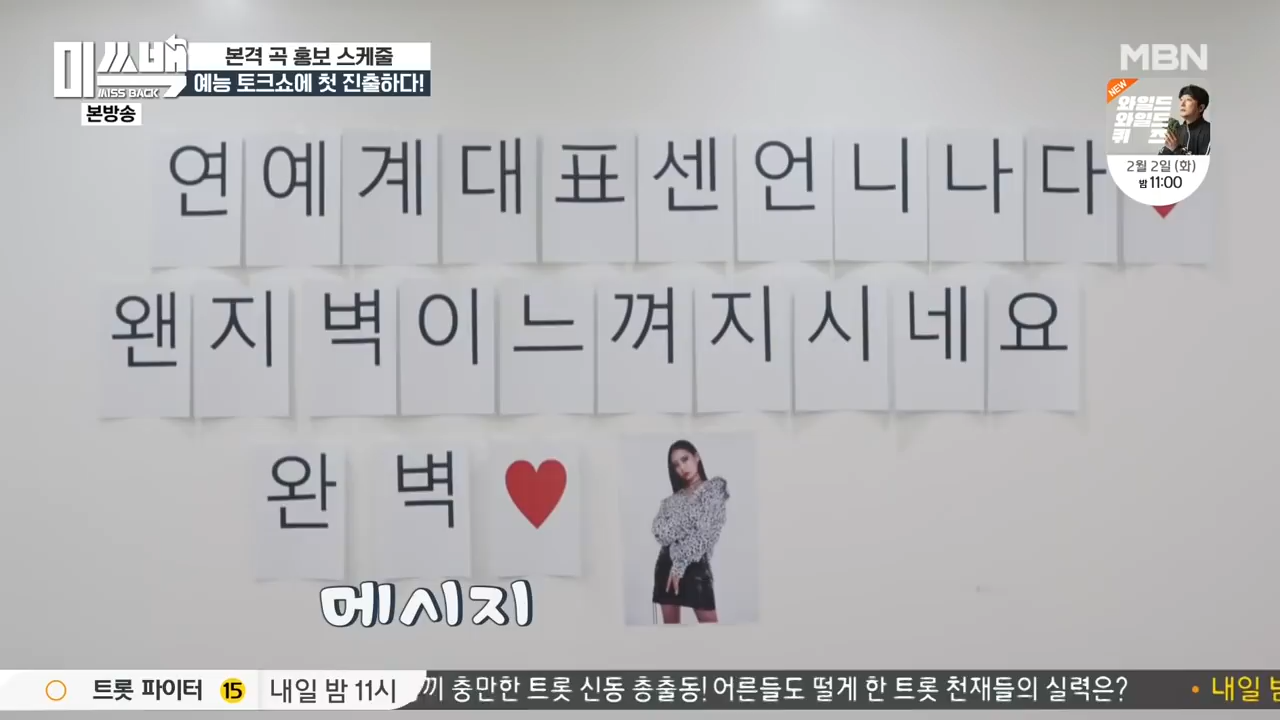 미쓰백
MISS BACK
본격 곡 홍보 스케줄
예능 토크쇼에 첫 진출하다!
본방송
MBN
NEW
와일드
와일드
퀴즈
2월 2일 (화)
밤 11:00
연예계대표센언니나다
왠지 벽이느껴지시네요
완벽♥
메시지
트롯 파이터 15 내일 밤 11시
끼 충만한 트롯 신동 총출동! 어른들도 떨게 한 트롯 천재들의 실력은?
• 내일 밤